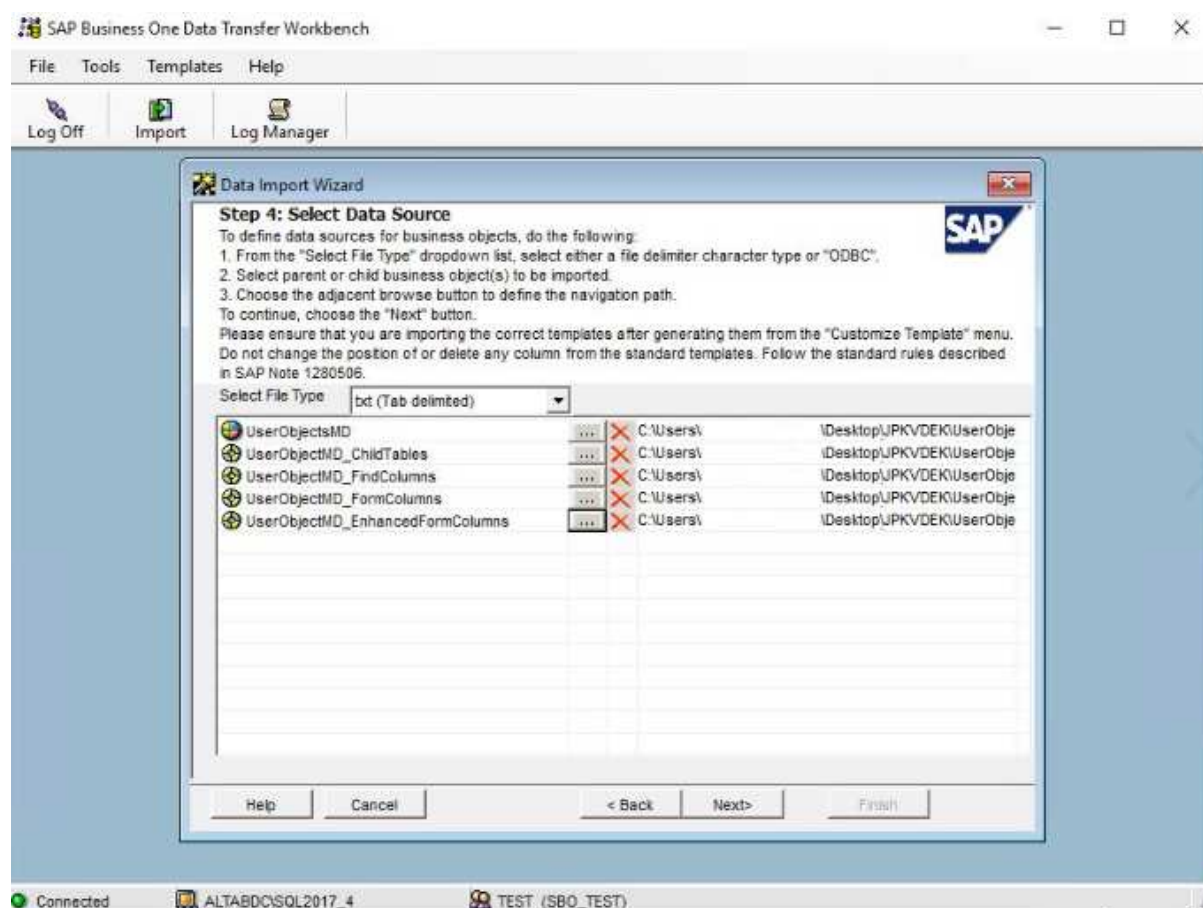 SAP Business One Data Transfer Workbench
File Tools Templates Help
Log Off Import Log Manager
Data Import Wizard
Step 4: Select Data Source
SAP
To define data sources for business objects, do the following:
1. From the "Select File Type" dropdown list, select either a file delimiter character type or "ODBC".
2. Select parent or child business object(s) to be imported.
3. Choose the adjacent browse button to define the navigation path.
To continue, choose the "Next" button.
Please ensure that you are importing the correct templates after generating them from the "Customize Template" menu.
Do not change the position of or delete any column from the standard templates. Follow the standard rules described
in SAP Note 1280506.
Select File Type txt (Tab delimited)
UserObjectsMD ... C:\Users\ \Desktop\JPKVDEK\UserObje
UserObjectMD_ChildTables ... C:\Users\ \Desktop\JPKVDEK\UserObje
UserObjectMD_FindColumns ... C:\Users\ \Desktop\JPKVDEK\UserObje
UserObjectMD_FormColumns ... C:\Users\ \Desktop\JPKVDEK\UserObje
UserObjectMD_EnhancedFormColumns ... C:\Users\ \Desktop\JPKVDEK\UserObje
Help Cancel < Back Next> Finish
Connected ALTABDC\SQL2017_4 TEST (SBO_TEST)